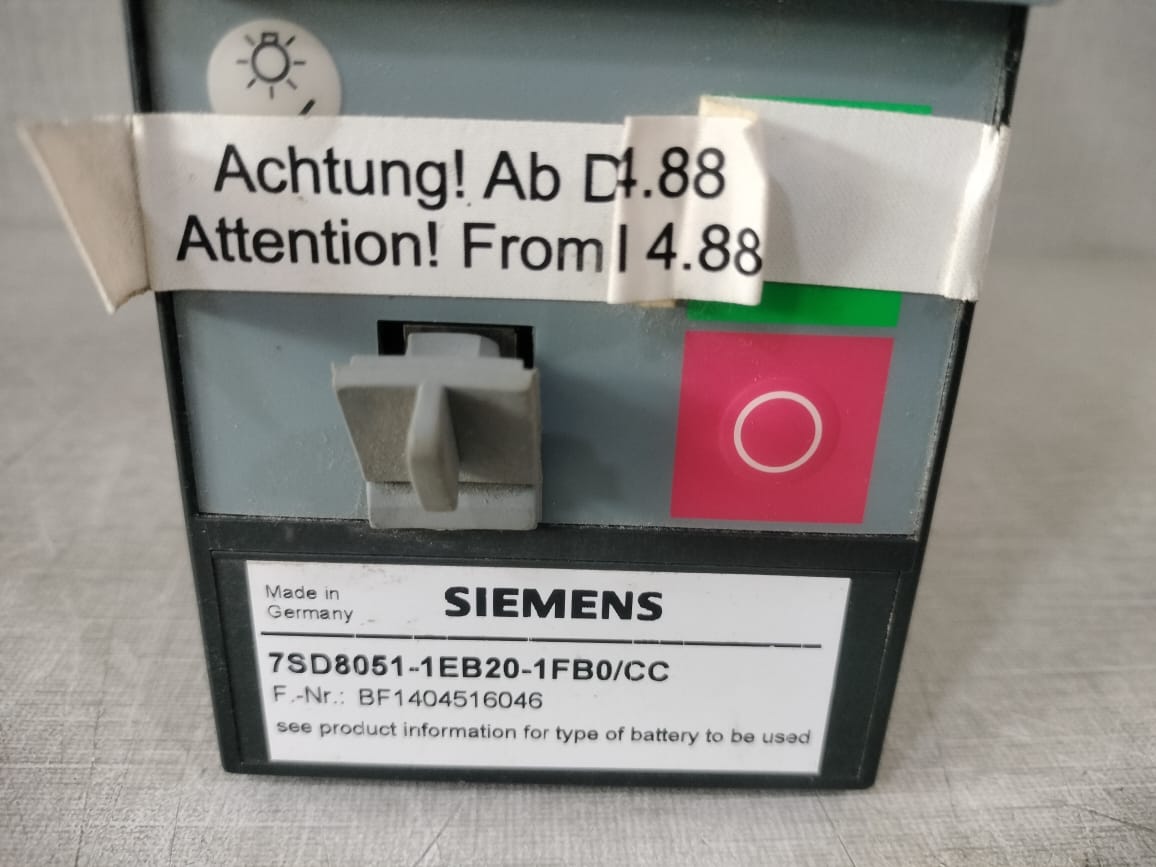 Achtung! Ab D4.88
Attention! From 4.88
Made in
Germany
SIEMENS
7SD8051-1EB20-1FB0/CC
F.-Nr.: BF1404516046
see product information for type of battery to be used